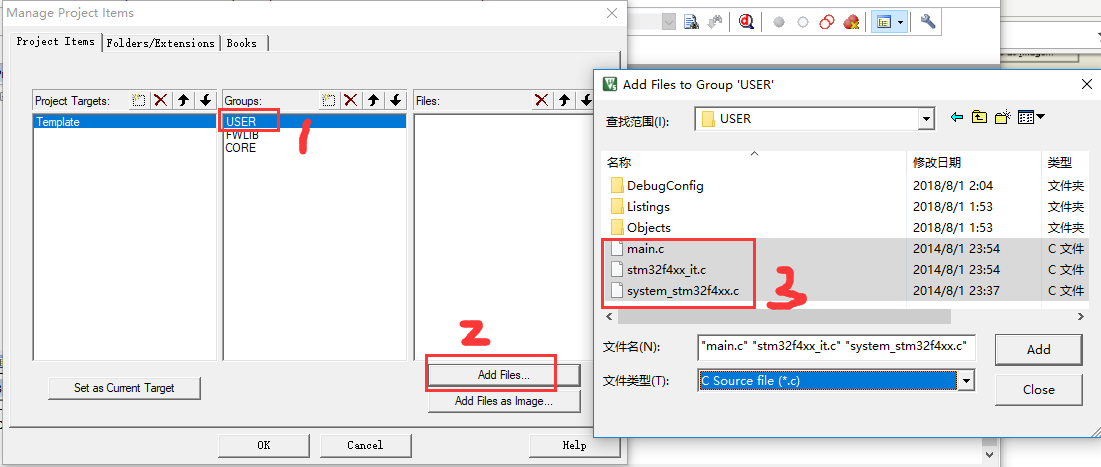 Manage Project Items
Project Items Folders/Extensions Books
Project Targets: Groups: Files:
Template
USER
FWLIB
CORE
1
2
Set as Current Target
Add Files...
Add Files as Image...
OK Cancel Help
Add Files to Group 'USER'
查找范围(I): USER
名称 修改日期 类型
DebugConfig 2018/8/1 2:04 文件夹
Listings 2018/8/1 1:53 文件夹
Objects 2018/8/1 1:53 文件夹
main.c 2014/8/1 23:54 C 文件
stm32f4xx_it.c 2014/8/1 23:54 C 文件
system_stm32f4xx.c 2014/8/1 23:37 C 文件
3
文件名(N): "main.c" "stm32f4xx_it.c" "system_stm32f4xx.c" Add
文件类型(T): C Source file (*.c) Close